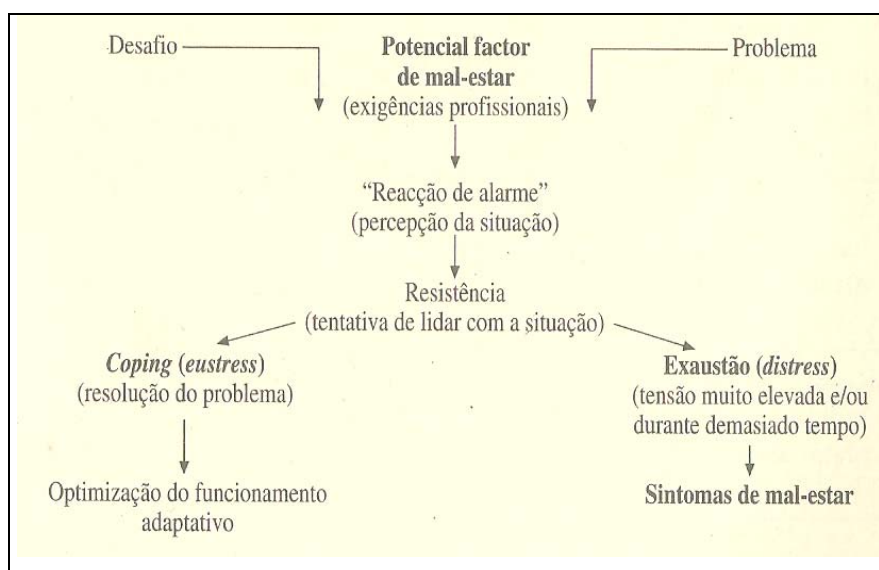 Desafio
Potencial factor
de mal-estar
(exigências profissionais)
Problema
“Reacção de alarme”
(percepção da situação)
Resistência
(tentativa de lidar com a situação)
Coping (eustress)
(resolução do problema)
Exaustão (distress)
(tensão muito elevada e/ou
durante demasiado tempo)
Optimização do funcionamento
adaptativo
Sintomas de mal-estar